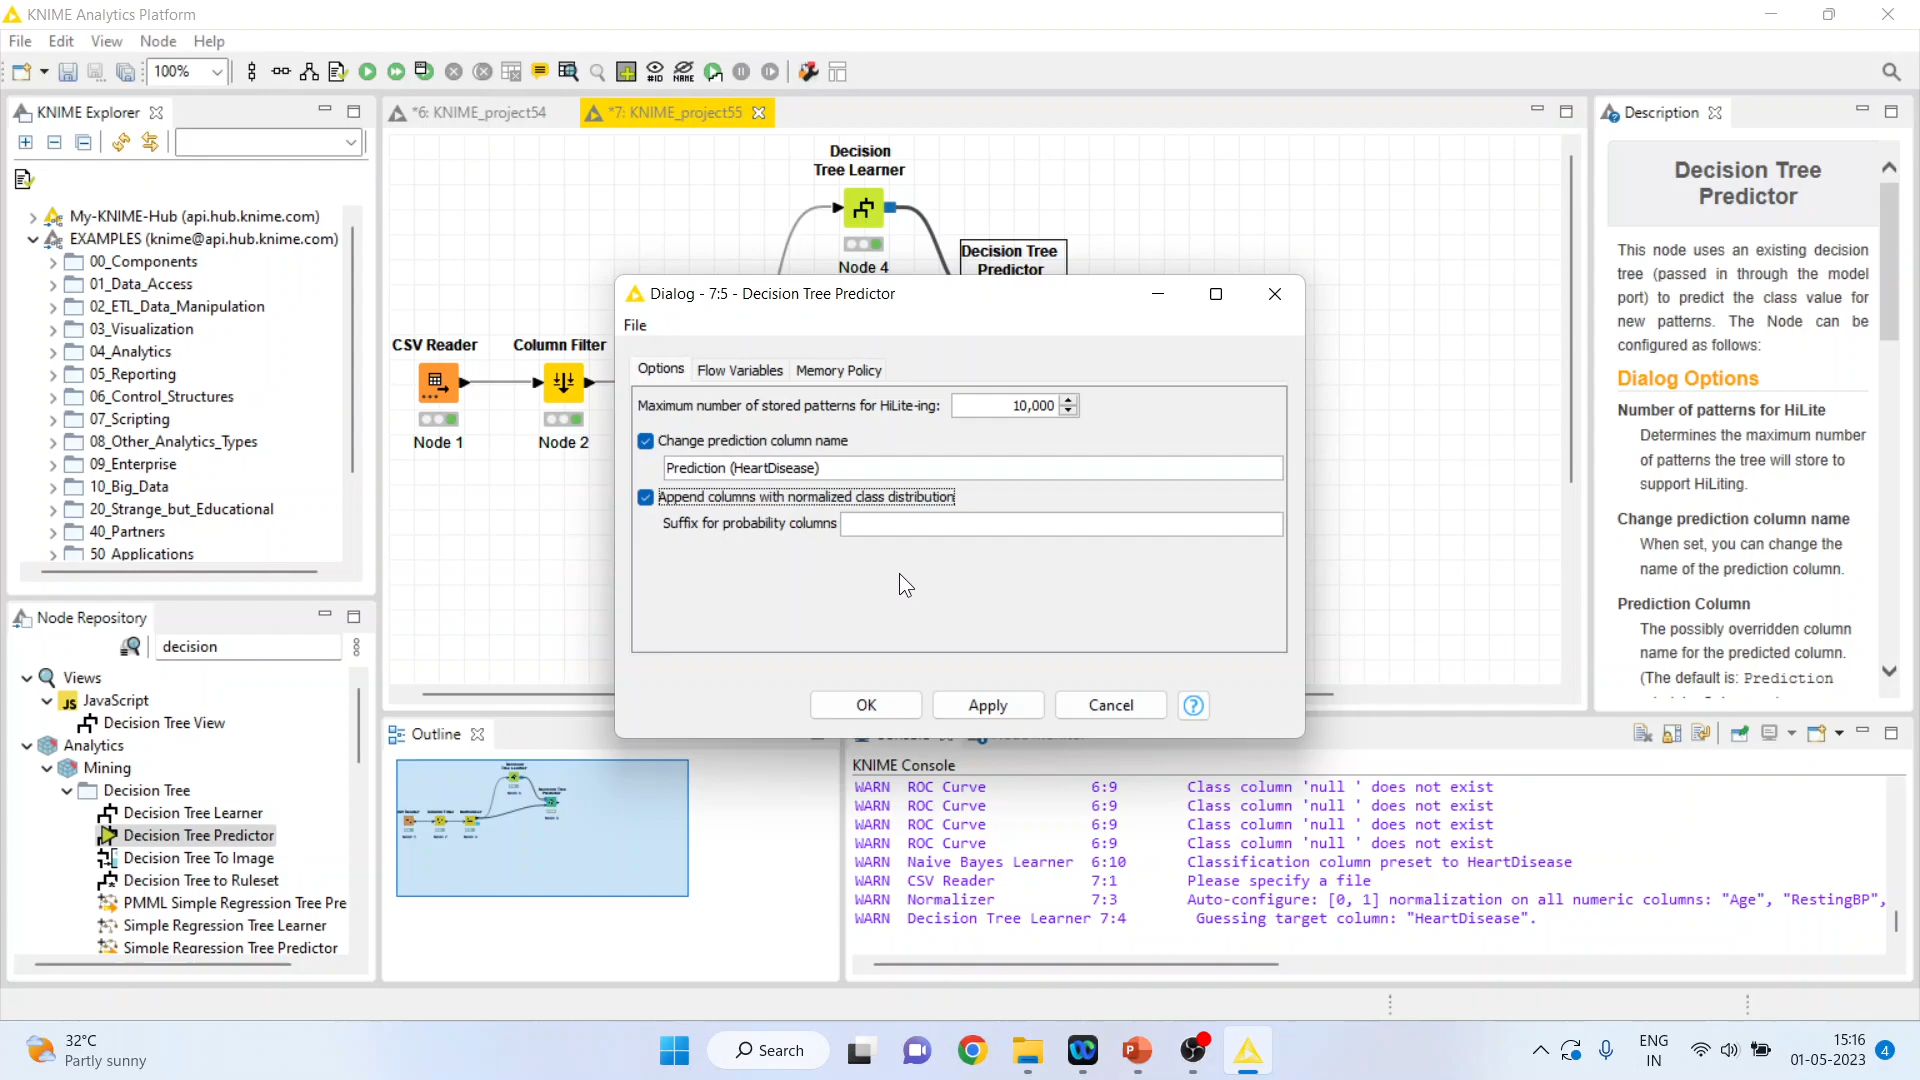 KNIME Analytics Platform
File Edit View Node Help
100%
#ID
NAME
KNIME Explorer
My-KNIME-Hub (api.hub.knime.com)
EXAMPLES (knime@api.hub.knime.com)
00_Components
01_Data_Access
02_ETL_Data_Manipulation
03_Visualization
04_Analytics
05_Reporting
06_Control_Structures
07_Scripting
08_Other_Analytics_Types
09_Enterprise
10_Big_Data
20_Strange_but_Educational
40_Partners
50 Applications
Node Repository
decision
Views
JS JavaScript
Decision Tree View
Analytics
Mining
Decision Tree
Decision Tree Learner
Decision Tree Predictor
Decision Tree To Image
Decision Tree to Ruleset
PMML Simple Regression Tree Pre
Simple Regression Tree Learner
Simple Regression Tree Predictor
*6: KNIME_project54
*7: KNIME_project55
Decision
Tree Learner
Node 4
Decision Tree
Predictor
CSV Reader
Node 1
Column Filter
Node 2
Dialog - 7:5 - Decision Tree Predictor
File
Options Flow Variables Memory Policy
Maximum number of stored patterns for HiLite-ing: 10,000
Change prediction column name
Prediction (HeartDisease)
Append columns with normalized class distribution
Suffix for probability columns
OK Apply Cancel ?
Description
Decision Tree
Predictor
This node uses an existing decision
tree (passed in through the model
port) to predict the class value for
new patterns. The Node can be
configured as follows:
Dialog Options
Number of patterns for HiLite
Determines the maximum number
of patterns the tree will store to
support HiLiting.
Change prediction column name
When set, you can change the
name of the prediction column.
Prediction Column
The possibly overridden column
name for the predicted column.
(The default is: Prediction
Outline
KNIME Console
WARN ROC Curve 6:9 Class column 'null ' does not exist
WARN ROC Curve 6:9 Class column 'null ' does not exist
WARN ROC Curve 6:9 Class column 'null ' does not exist
WARN ROC Curve 6:9 Class column 'null ' does not exist
WARN Naive Bayes Learner 6:10 Classification column preset to HeartDisease
WARN CSV Reader 7:1 Please specify a file
WARN Normalizer 7:3 Auto-configure: [0, 1] normalization on all numeric columns: "Age", "RestingBP",
WARN Decision Tree Learner 7:4 Guessing target column: "HeartDisease".
32°C
Partly sunny
Search
ENG
IN
15:16
01-05-2023
4